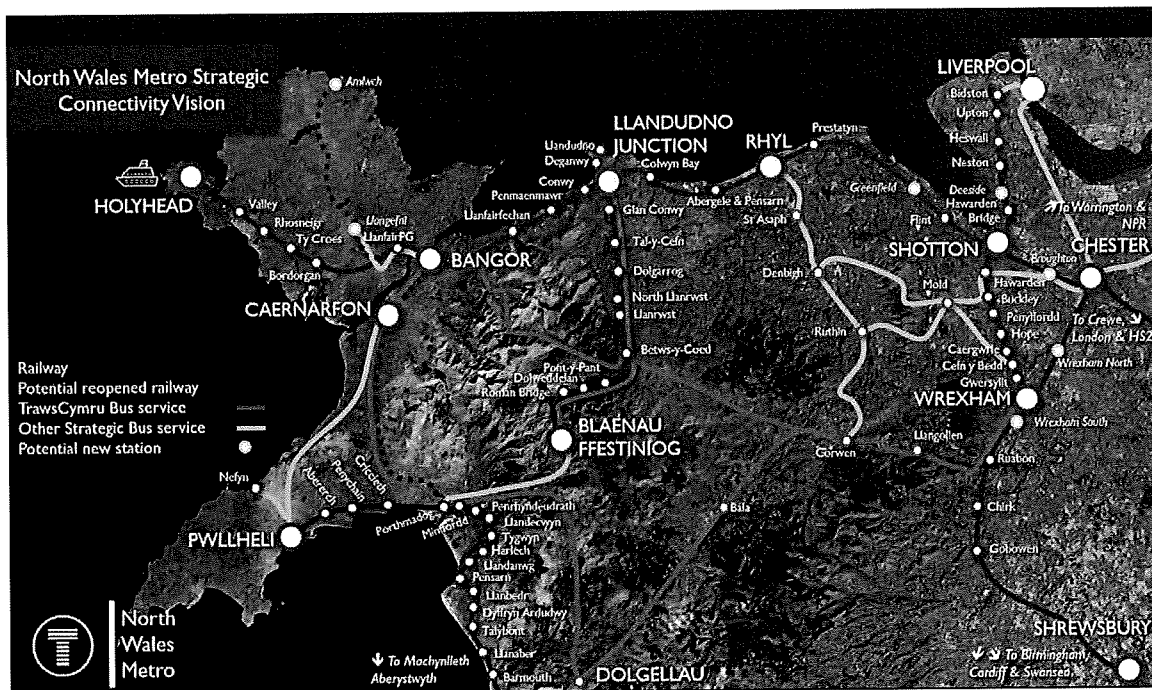 North Wales Metro Strategic
Connectivity Vision
Amlwch
HOLYHEAD
Valley
Rhosneigr
Ty Croes
Bordorgan
Llangefni
LlanfairPG
BANGOR
CAERNARFON
Llanfairfechan
Penmaenmawr
Conwy
Deganwy
Llandudno
LLANDUDNO
JUNCTION
Colwyn Bay
Abergele & Pensarn
RHYL
Prestatyn
Greenfield
Flint
St Asaph
Denbigh
Ruthin
Mold
Corwen
Glan Conwy
Tal-y-Cafn
Dolgarrog
North Llanrwst
Llanrwst
Betws-y-Coed
Pont-y-Pant
Dolweddelan
Roman Bridge
BLAENAU
FFESTINIOG
LIVERPOOL
Bidston
Upton
Heswall
Neston
Deeside
Hawarden
Bridge
SHOTTON
To Warrington &
NPR
CHESTER
Broughton
Hawarden
Buckley
Penyffordd
Hope
Caergwrle
Cefn y Bedd
Gwersyllt
To Crewe,
London & HS2
Wrexham North
WREXHAM
Wrexham South
Llangollen
Ruabon
Chirk
Gobowen
SHREWSBURY
To Birmingham,
Cardiff & Swansea
Railway
Potential reopened railway
TrawsCymru Bus service
Other Strategic Bus service
Potential new station
Nefyn
PWLLHELI
Abererch
Penychain
Criccieth
Porthmadog
Minffordd
Penrhyndeudrath
Llandecwyn
Tygwyn
Harlech
Llandanwg
Pensarn
Llanbedr
Dyffryn Ardudwy
Talybont
Llanaber
Barmouth
Bala
DOLGELLAU
To Machynlleth
Aberystwyth
North
Wales
Metro